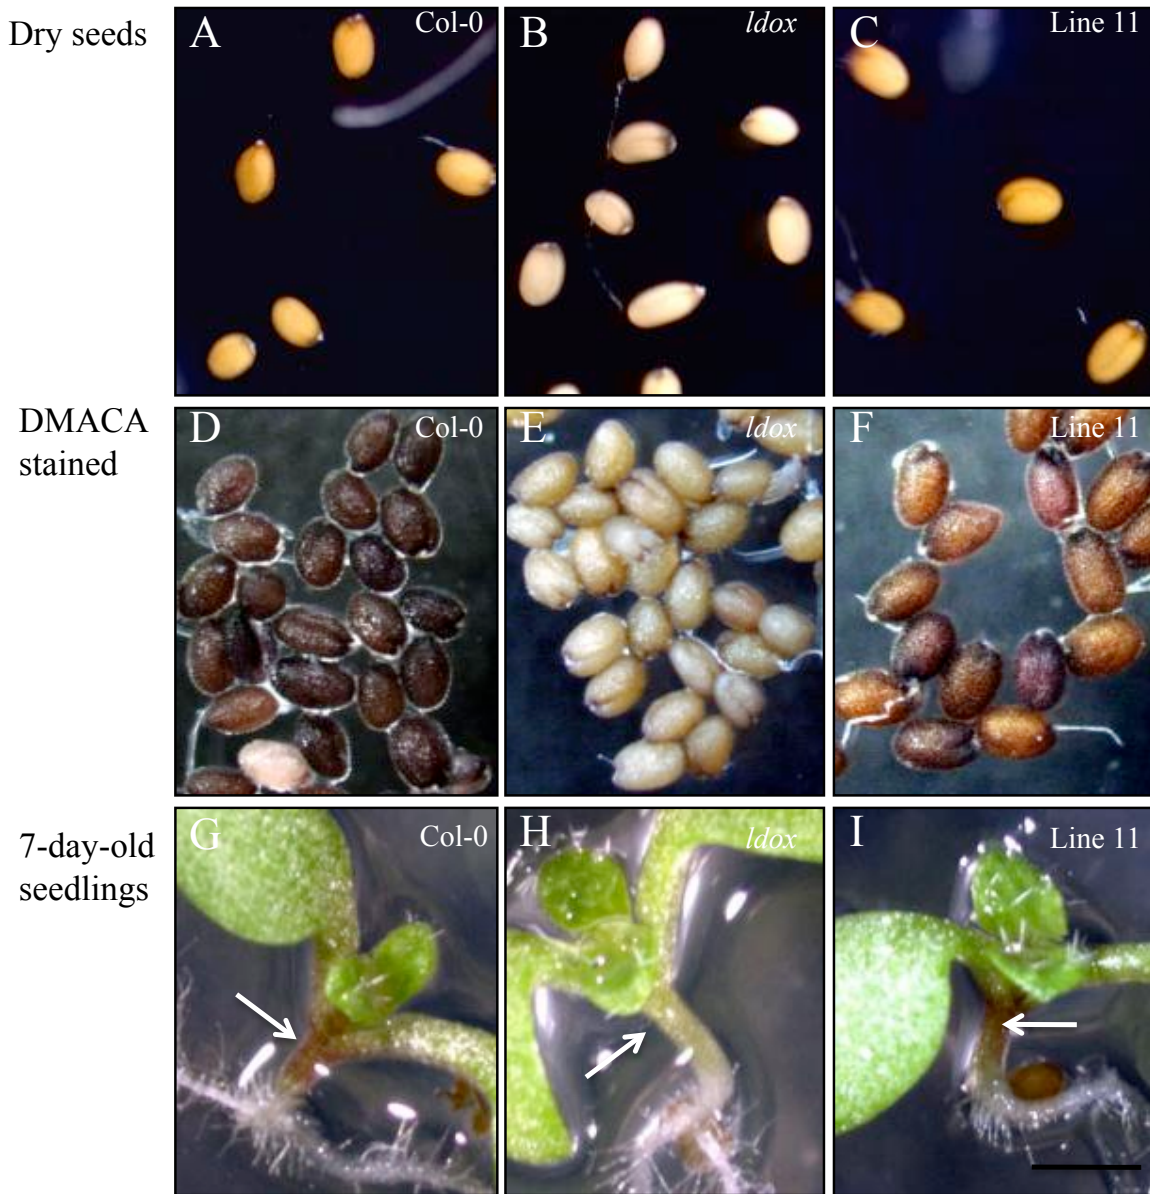 Dry seeds
A Col-0
B ldox
C Line 11
DMACA
stained
D Col-0
E ldox
F Line 11
7-day-old
seedlings
G Col-0
H ldox
I Line 11